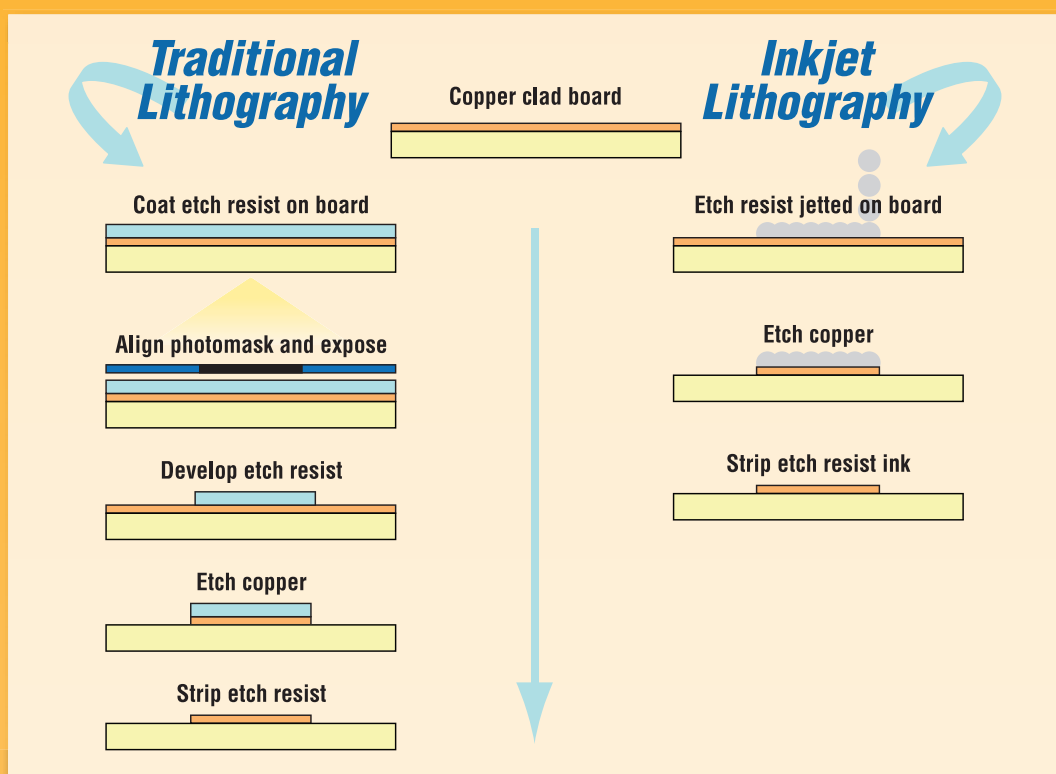 Traditional
Lithography
Copper clad board
Inkjet
Lithography
Coat etch resist on board
Align photomask and expose
Develop etch resist
Etch copper
Strip etch resist
Etch resist jetted on board
Etch copper
Strip etch resist ink